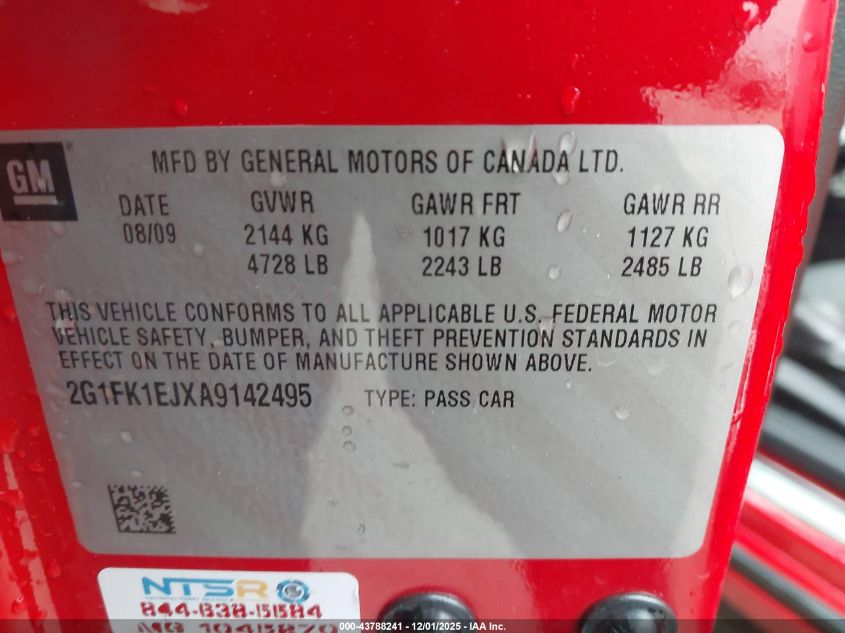 GM
MFD BY GENERAL MOTORS OF CANADA LTD.
DATE GVWR GAWR FRT GAWR RR
08/09 2144 KG 1017 KG 1127 KG
4728 LB 2243 LB 2485 LB
THIS VEHICLE CONFORMS TO ALL APPLICABLE U.S. FEDERAL MOTOR
VEHICLE SAFETY, BUMPER, AND THEFT PREVENTION STANDARDS IN
EFFECT ON THE DATE OF MANUFACTURE SHOWN ABOVE.
2G1FK1EJXA9142495 TYPE: PASS CAR
NTSR
844-838-5584
© - 43788241 - 12/01/2025 - IAA Inc.